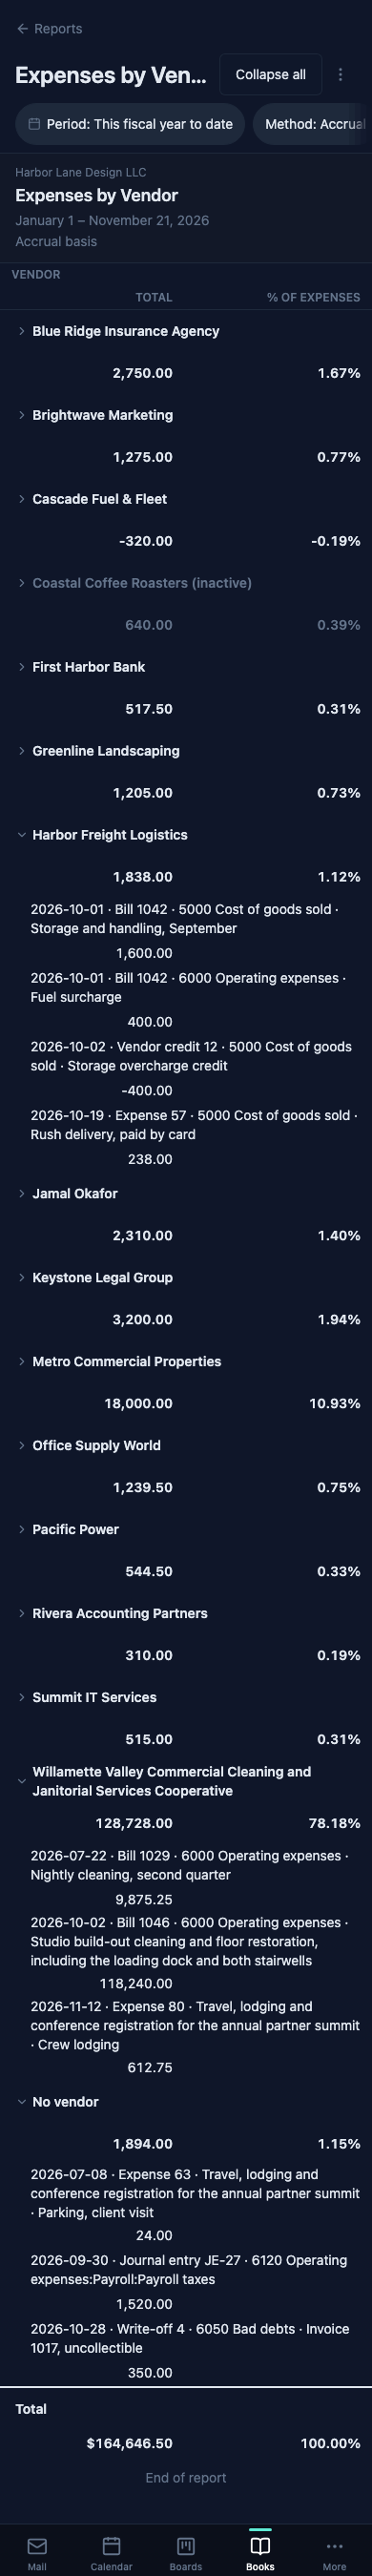 Reports
Expenses by Ven...
Collapse all
Period: This fiscal year to date
Method: Accrual
Harbor Lane Design LLC
Expenses by Vendor
January 1 – November 21, 2026
Accrual basis
VENDOR
TOTAL % OF EXPENSES
Blue Ridge Insurance Agency
2,750.00 1.67%
Brightwave Marketing
1,275.00 0.77%
Cascade Fuel & Fleet
-320.00 -0.19%
Coastal Coffee Roasters (inactive)
640.00 0.39%
First Harbor Bank
517.50 0.31%
Greenline Landscaping
1,205.00 0.73%
Harbor Freight Logistics
1,838.00 1.12%
2026-10-01 · Bill 1042 · 5000 Cost of goods sold ·
Storage and handling, September
1,600.00
2026-10-01 · Bill 1042 · 6000 Operating expenses ·
Fuel surcharge
400.00
2026-10-02 · Vendor credit 12 · 5000 Cost of goods
sold · Storage overcharge credit
-400.00
2026-10-19 · Expense 57 · 5000 Cost of goods sold ·
Rush delivery, paid by card
238.00
Jamal Okafor
2,310.00 1.40%
Keystone Legal Group
3,200.00 1.94%
Metro Commercial Properties
18,000.00 10.93%
Office Supply World
1,239.50 0.75%
Pacific Power
544.50 0.33%
Rivera Accounting Partners
310.00 0.19%
Summit IT Services
515.00 0.31%
Willamette Valley Commercial Cleaning and
Janitorial Services Cooperative
128,728.00 78.18%
2026-07-22 · Bill 1029 · 6000 Operating expenses ·
Nightly cleaning, second quarter
9,875.25
2026-10-02 · Bill 1046 · 6000 Operating expenses ·
Studio build-out cleaning and floor restoration,
including the loading dock and both stairwells
118,240.00
2026-11-12 · Expense 80 · Travel, lodging and
conference registration for the annual partner summit
· Crew lodging
612.75
No vendor
1,894.00 1.15%
2026-07-08 · Expense 63 · Travel, lodging and
conference registration for the annual partner summit
· Parking, client visit
24.00
2026-09-30 · Journal entry JE-27 · 6120 Operating
expenses:Payroll:Payroll taxes
1,520.00
2026-10-28 · Write-off 4 · 6050 Bad debts · Invoice
1017, uncollectible
350.00
Total
$164,646.50 100.00%
End of report
Mail Calendar Boards Books More